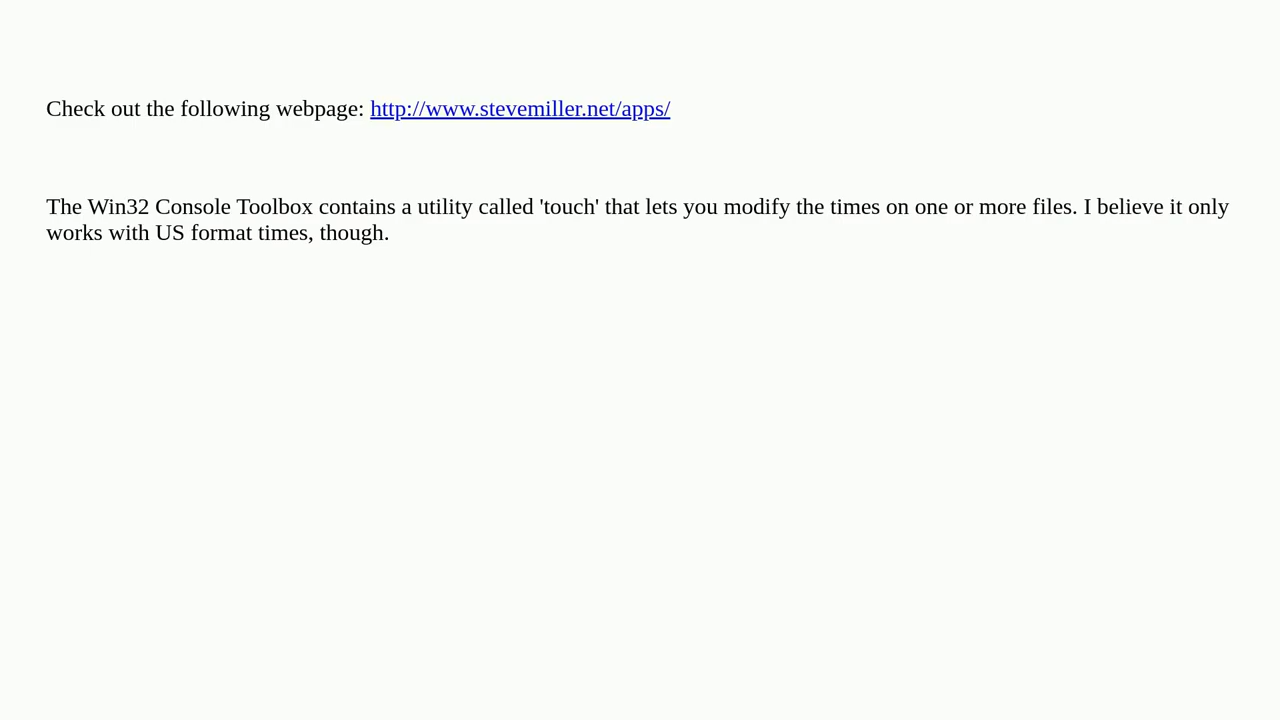 Check out the following webpage: http://www.stevemiller.net/apps/
The Win32 Console Toolbox contains a utility called 'touch' that lets you modify the times on one or more files. I believe it only
works with US format times, though.